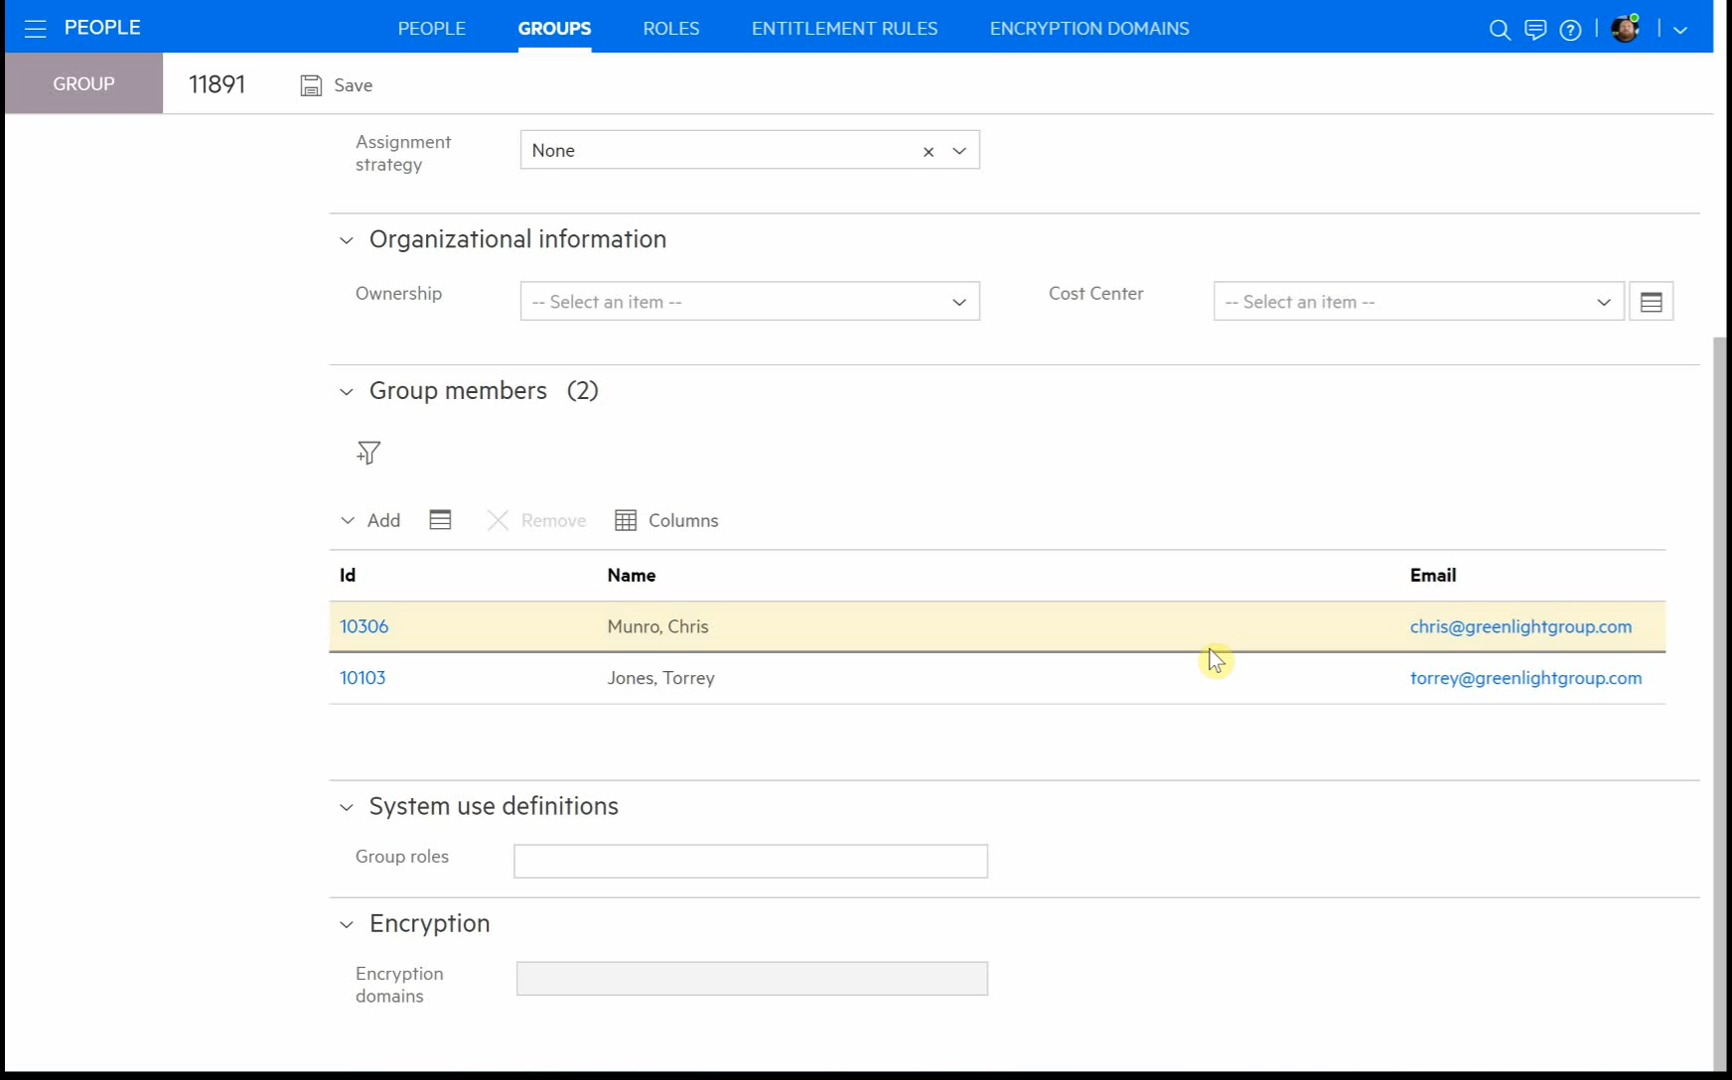 PEOPLE PEOPLE GROUPS ROLES ENTITLEMENT RULES ENCRYPTION DOMAINS
GROUP 11891 Save
Assignment
strategy
None
Organizational information
Ownership -- Select an item -- Cost Center -- Select an item --
Group members (2)
Add Remove Columns
Id Name Email
10306 Munro, Chris chris@greenlightgroup.com
10103 Jones, Torrey torrey@greenlightgroup.com
System use definitions
Group roles
Encryption
Encryption
domains